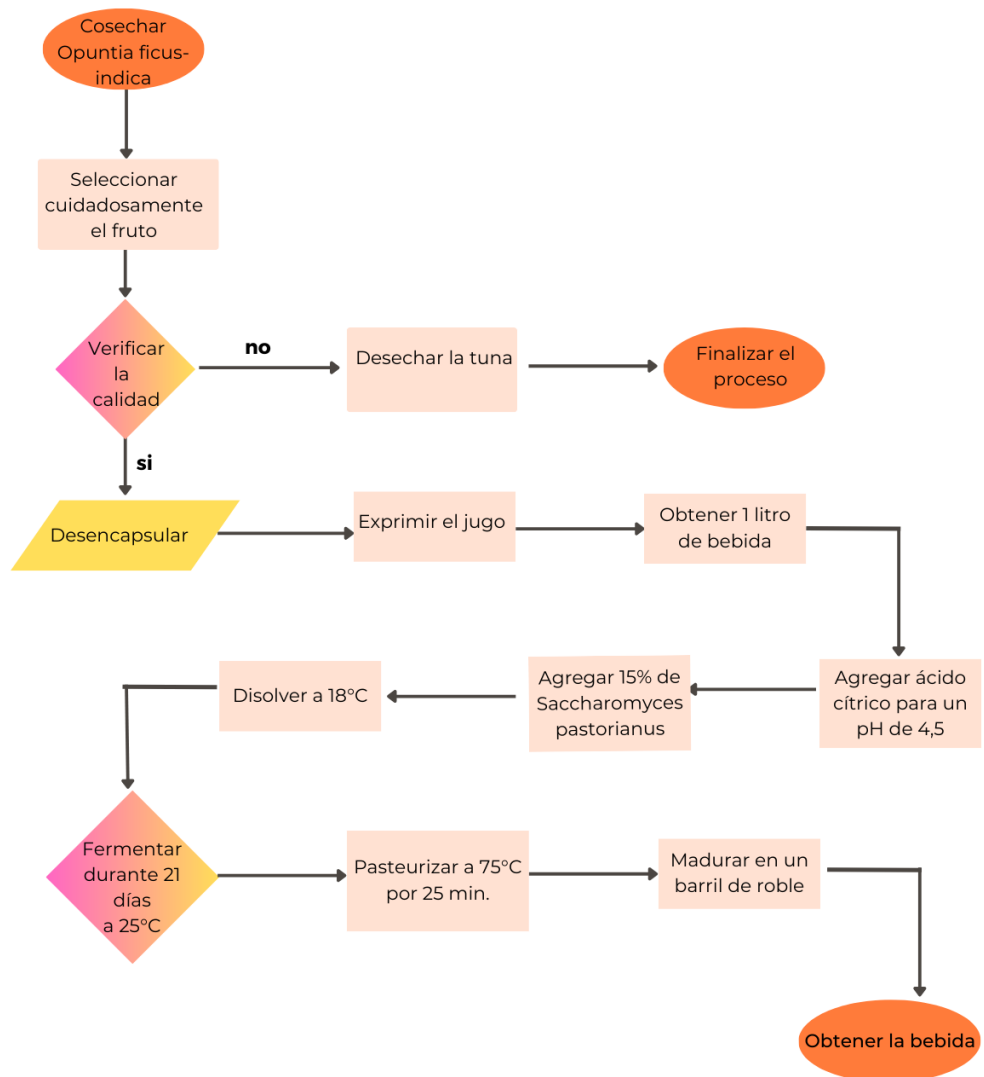 Cosechar
Opuntia ficus-
indica
Seleccionar
cuidadosamente
el fruto
Verificar
la
calidad
no
Desechar la tuna
Finalizar el
proceso
si
Desencapsular
Exprimir el jugo
Obtener 1 litro
de bebida
Agregar ácido
cítrico para un
pH de 4,5
Agregar 15% de
Saccharomyces
pastorianus
Disolver a 18°C
Fermentar
durante 21
días
a 25°C
Pasteurizar a 75°C
por 25 min.
Madurar en un
barril de roble
Obtener la bebida